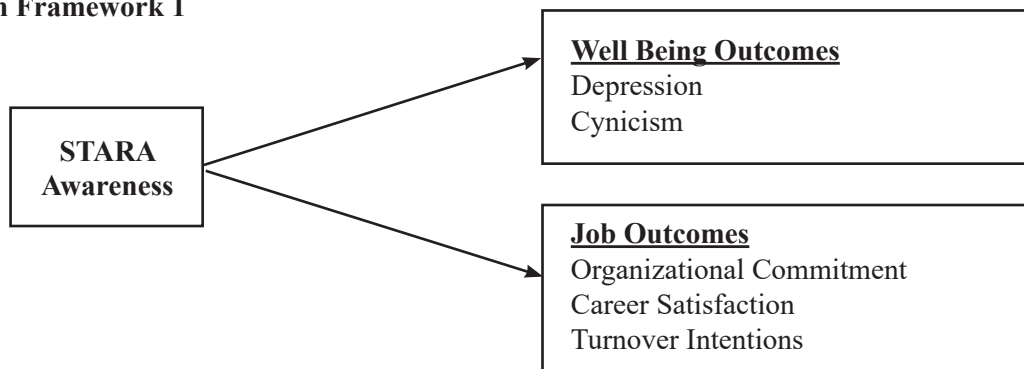 Framework 1
Well Being Outcomes
Depression
Cynicism
STARA
Awareness
Job Outcomes
Organizational Commitment
Career Satisfaction
Turnover Intentions